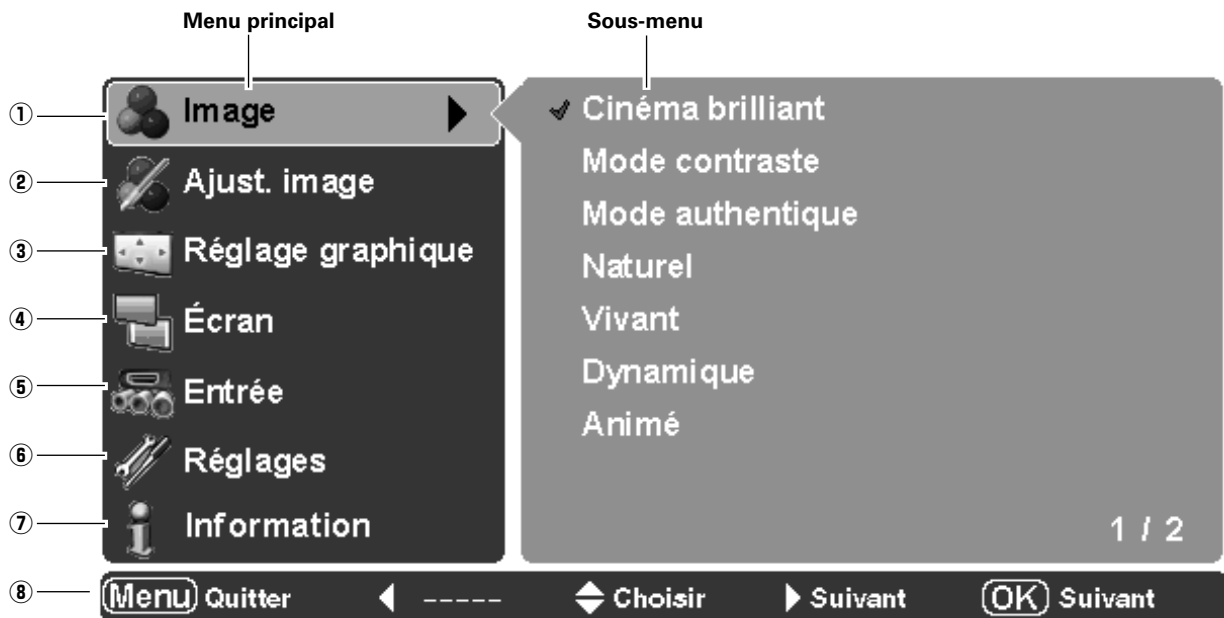 Menu principal
Sous-menu
① Image
② Ajust. image
③ Réglage graphique
④ Écran
⑤ Entrée
⑥ Réglages
⑦ Information
Cinéma brilliant
Mode contraste
Mode authentique
Naturel
Vivant
Dynamique
Animé
1 / 2
⑧ Menu Quitter ----- Choisir Suivant OK Suivant